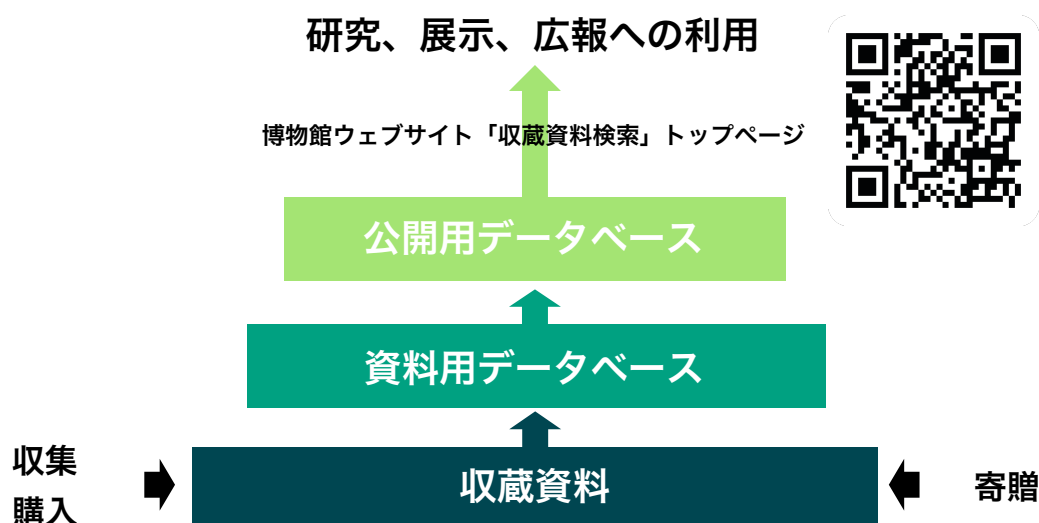 研究、展示、広報への利用
博物館ウェブサイト「収蔵資料検索」トップページ
公開用データベース
資料用データベース
収集
購入
収蔵資料
寄贈